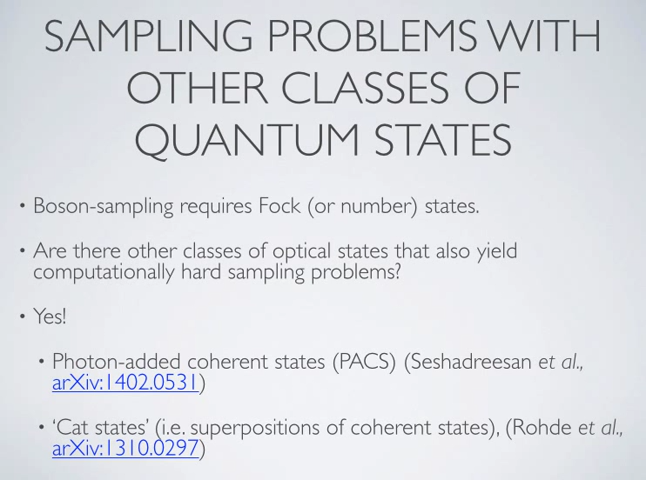 SAMPLING PROBLEMS WITH
OTHER CLASSES OF
QUANTUM STATES
• Boson-sampling requires Fock (or number) states.
• Are there other classes of optical states that also yield
computationally hard sampling problems?
• Yes!
• Photon-added coherent states (PACS) (Seshadreesan et al.,
arXiv:1402.0531)
• ‘Cat states’ (i.e. superpositions of coherent states), (Rohde et al.,
arXiv:1310.0297)